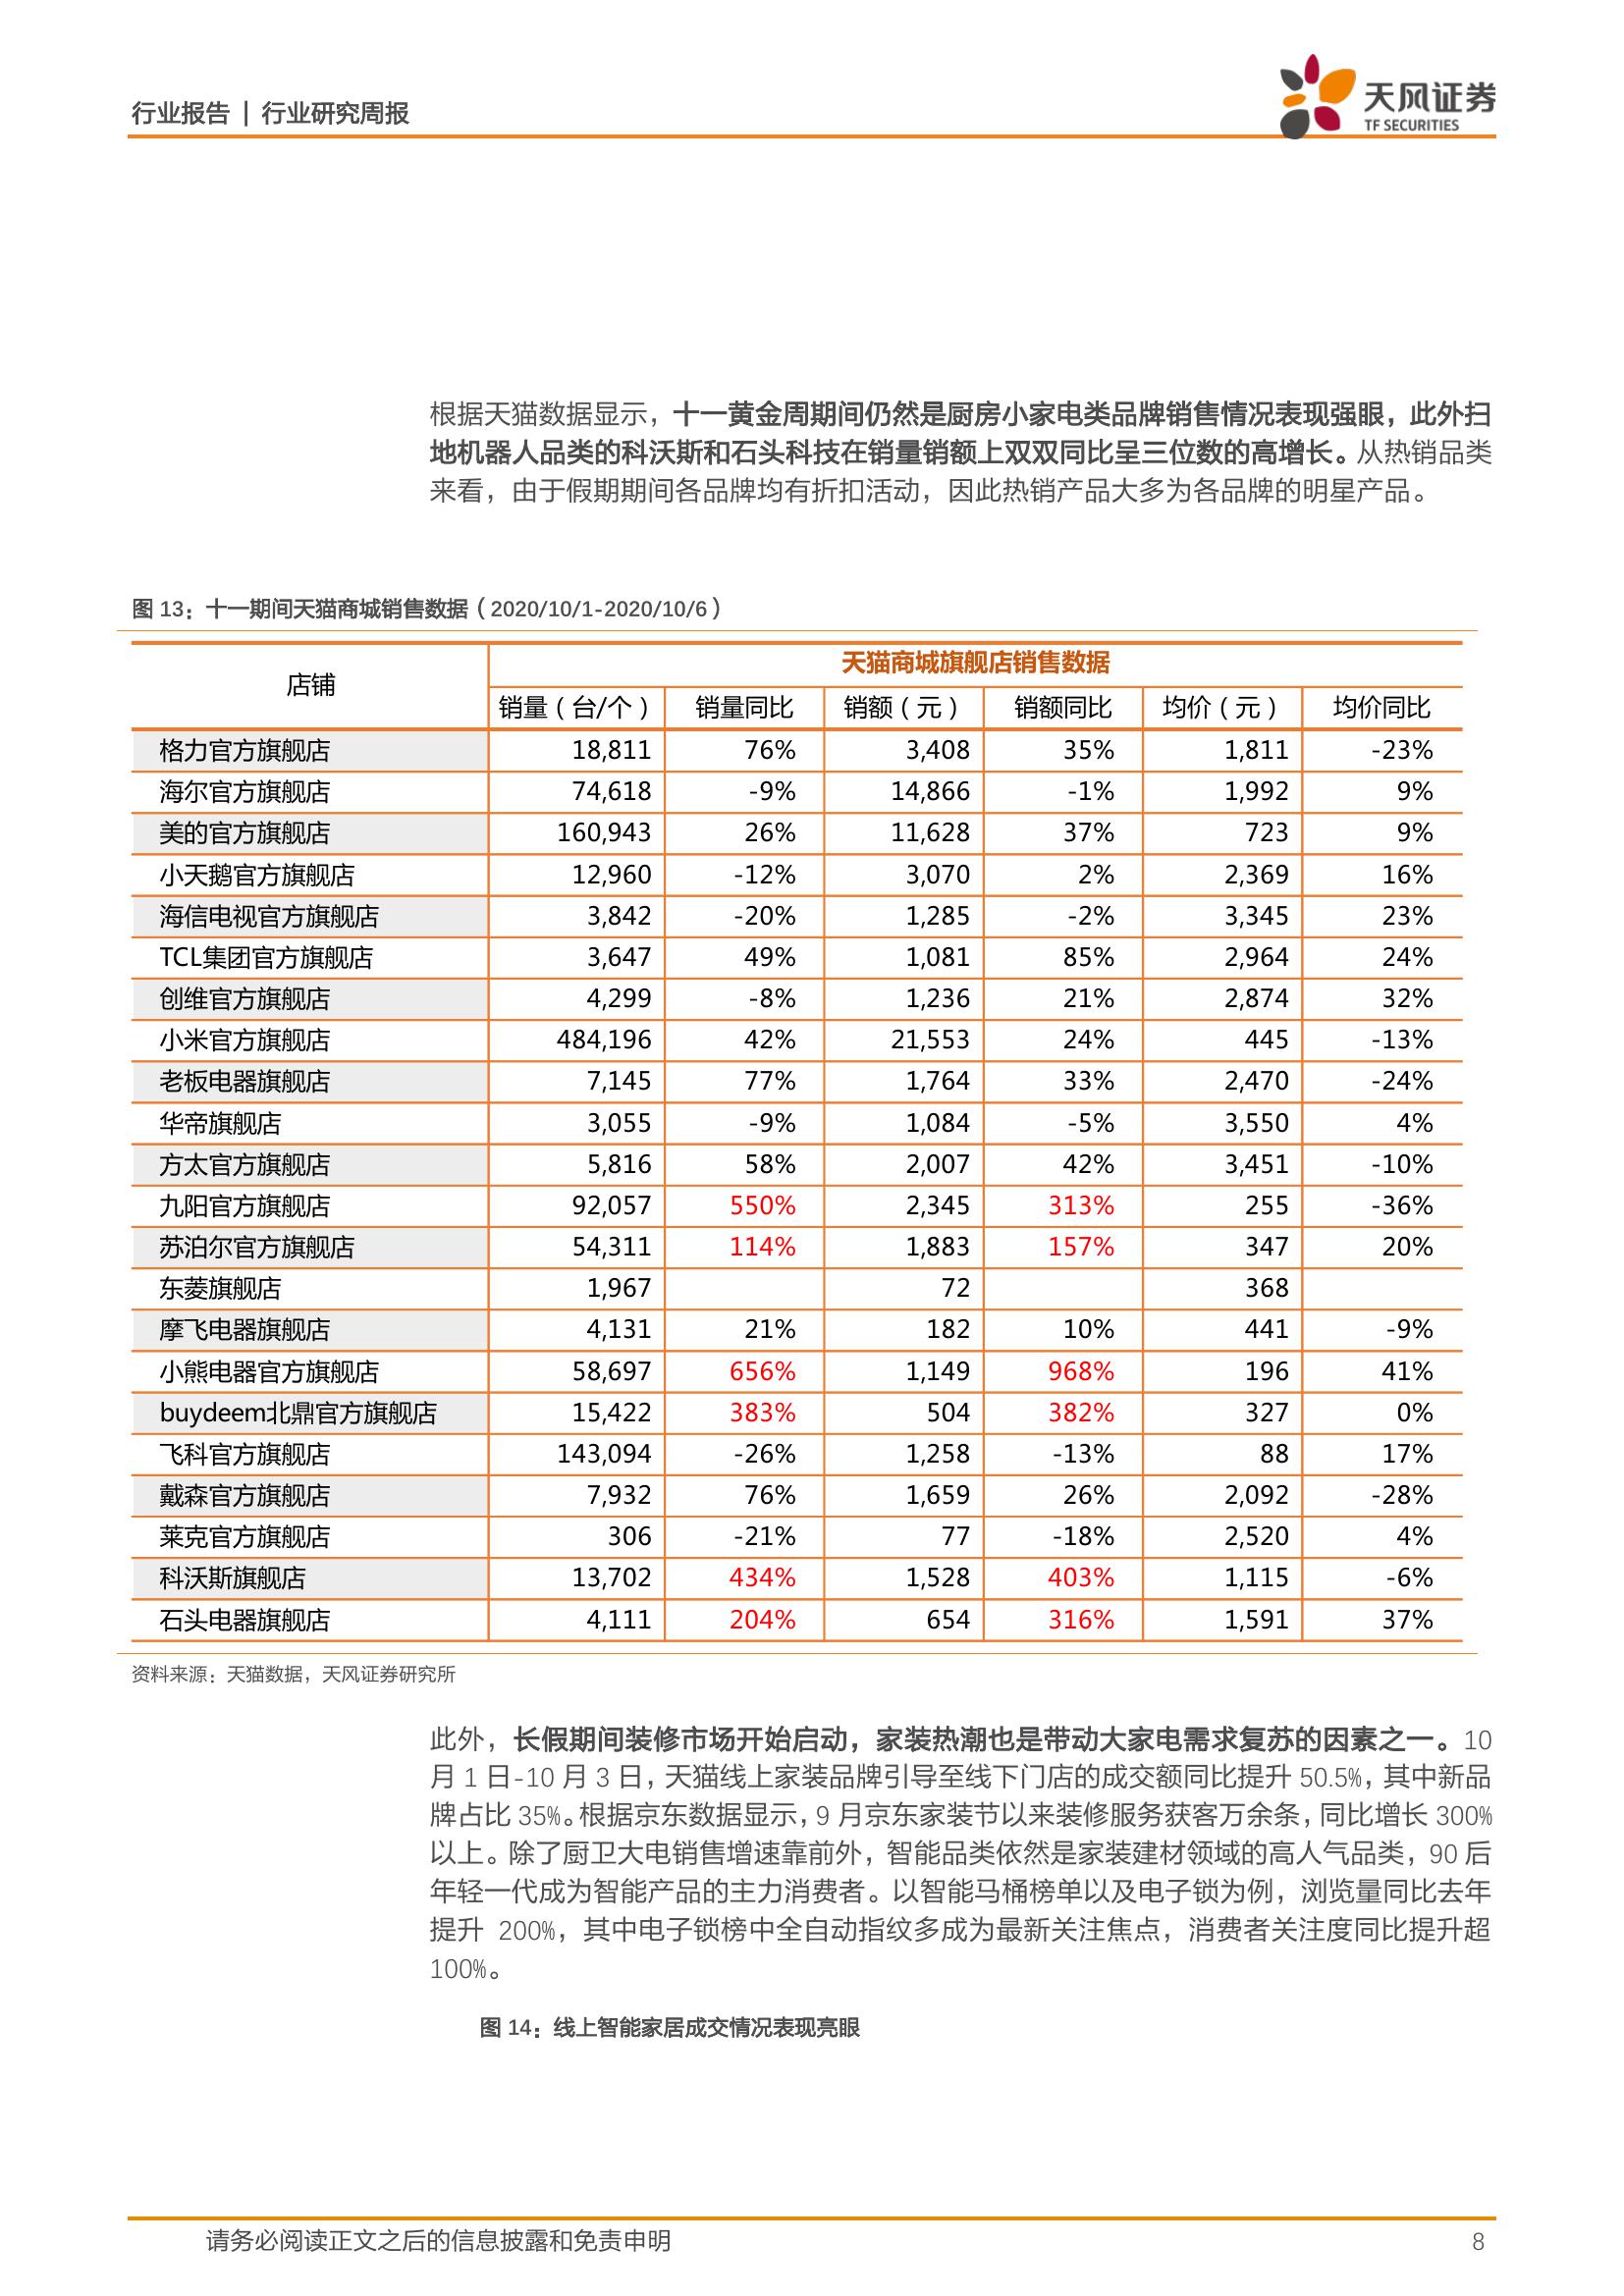 行业报告 | 行业研究周报
天风证券
TF SECURITIES
根据天猫数据显示，十一黄金周期间仍然是厨房小家电类品牌销售情况表现强眼，此外扫
地机器人品类的科沃斯和石头科技在销量销额上双双同比呈三位数的高增长。从热销品类
来看，由于假期期间各品牌均有折扣活动，因此热销产品大多为各品牌的明星产品。
图 13：十一期间天猫商城销售数据（2020/10/1-2020/10/6）
店铺 天猫商城旗舰店销售数据
销量（台/个） 销量同比 销额（元） 销额同比 均价（元） 均价同比
格力官方旗舰店 18,811 76% 3,408 35% 1,811 -23%
海尔官方旗舰店 74,618 -9% 14,866 -1% 1,992 9%
美的官方旗舰店 160,943 26% 11,628 37% 723 9%
小天鹅官方旗舰店 12,960 -12% 3,070 2% 2,369 16%
海信电视官方旗舰店 3,842 -20% 1,285 -2% 3,345 23%
TCL集团官方旗舰店 3,647 49% 1,081 85% 2,964 24%
创维官方旗舰店 4,299 -8% 1,236 21% 2,874 32%
小米官方旗舰店 484,196 42% 21,553 24% 445 -13%
老板电器旗舰店 7,145 77% 1,764 33% 2,470 -24%
华帝旗舰店 3,055 -9% 1,084 -5% 3,550 4%
方太官方旗舰店 5,816 58% 2,007 42% 3,451 -10%
九阳官方旗舰店 92,057 550% 2,345 313% 255 -36%
苏泊尔官方旗舰店 54,311 114% 1,883 157% 347 20%
东菱旗舰店 1,967 72 368
摩飞电器旗舰店 4,131 21% 182 10% 441 -9%
小熊电器官方旗舰店 58,697 656% 1,149 968% 196 41%
buydeem北鼎官方旗舰店 15,422 383% 504 382% 327 0%
飞科官方旗舰店 143,094 -26% 1,258 -13% 88 17%
戴森官方旗舰店 7,932 76% 1,659 26% 2,092 -28%
莱克官方旗舰店 306 -21% 77 -18% 2,520 4%
科沃斯旗舰店 13,702 434% 1,528 403% 1,115 -6%
石头电器旗舰店 4,111 204% 654 316% 1,591 37%
资料来源：天猫数据，天风证券研究所
此外，长假期间装修市场开始启动，家装热潮也是带动大家电需求复苏的因素之一。10
月 1 日-10 月 3 日，天猫线上家装品牌引导至线下门店的成交额同比提升 50.5%，其中新品
牌占比 35%。根据京东数据显示，9 月京东家装节以来装修服务获客万余条，同比增长 300%
以上。除了厨卫大电销售增速靠前外，智能品类依然是家装建材领域的高人气品类，90 后
年轻一代成为智能产品的主力消费者。以智能马桶榜单以及电子锁为例，浏览量同比去年
提升 200%，其中电子锁榜中全自动指纹多成为最新关注焦点，消费者关注度同比提升超
100%。
图 14：线上智能家居成交情况表现亮眼
请务必阅读正文之后的信息披露和免责申明 8